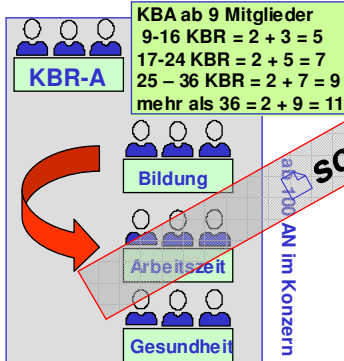 KBA ab 9 Mitglieder
9-16 KBR = 2 + 3 = 5
17-24 KBR = 2 + 5 = 7
25 – 36 KBR = 2 + 7 = 9
mehr als 36 = 2 + 9 = 11
KBR-A
Bildung
Arbeitszeit
Gesundheit
ab 100 AN im Konzern